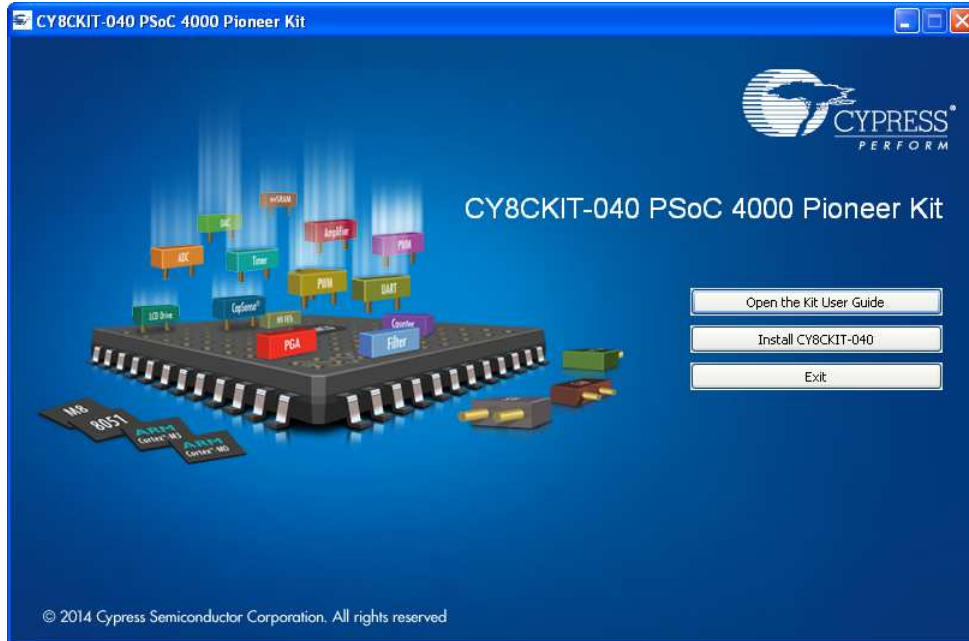 CY8CKIT-040 PSoC 4000 Pioneer Kit
CYPRESS®
PERFORM
CY8CKIT-040 PSoC 4000 Pioneer Kit
nvSRAM
DAC
Amplifier
PWM
ADC
Timer
PWM
UART
LCD Drive
CapSense®
Counter
PGA
Filter
M8
8051
ARM
Cortex™-M3
ARM
Cortex™-M0
Open the Kit User Guide
Install CY8CKIT-040
Exit
© 2014 Cypress Semiconductor Corporation. All rights reserved